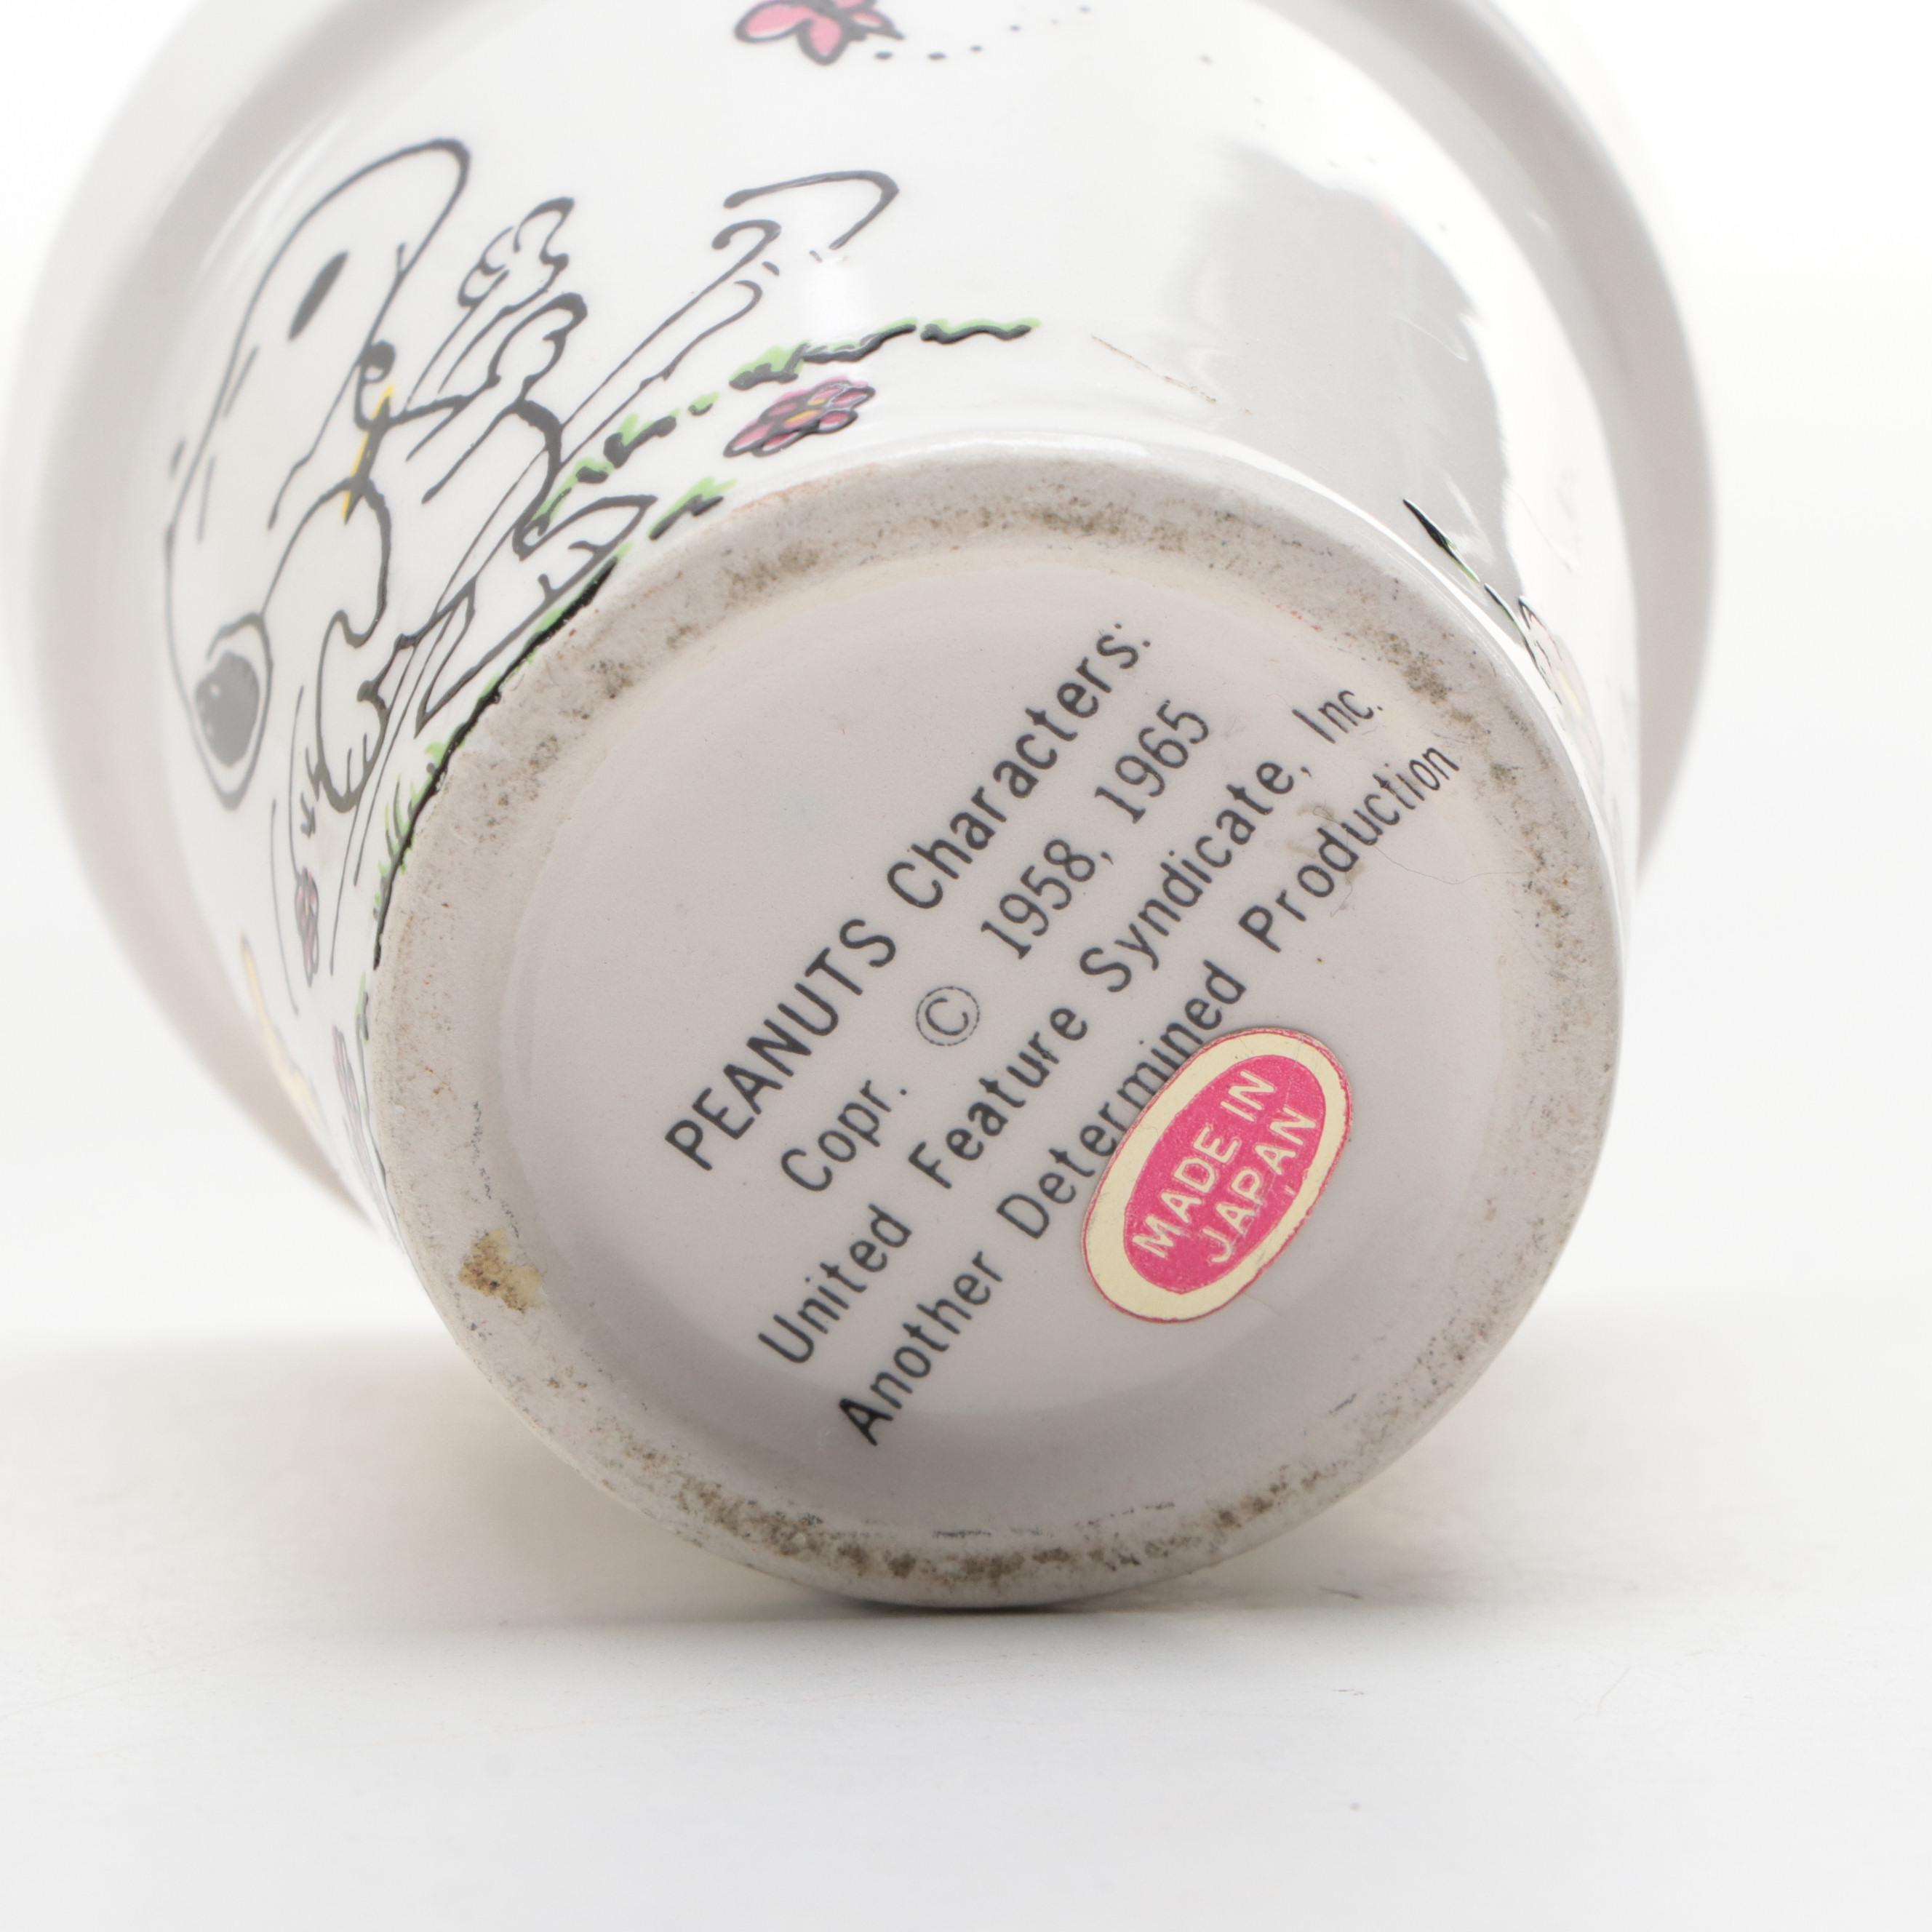 PEANUTS Characters:
Copr. © 1958, 1965
United Feature Syndicate, Inc.
Another Determined Production
MADE IN
JAPAN